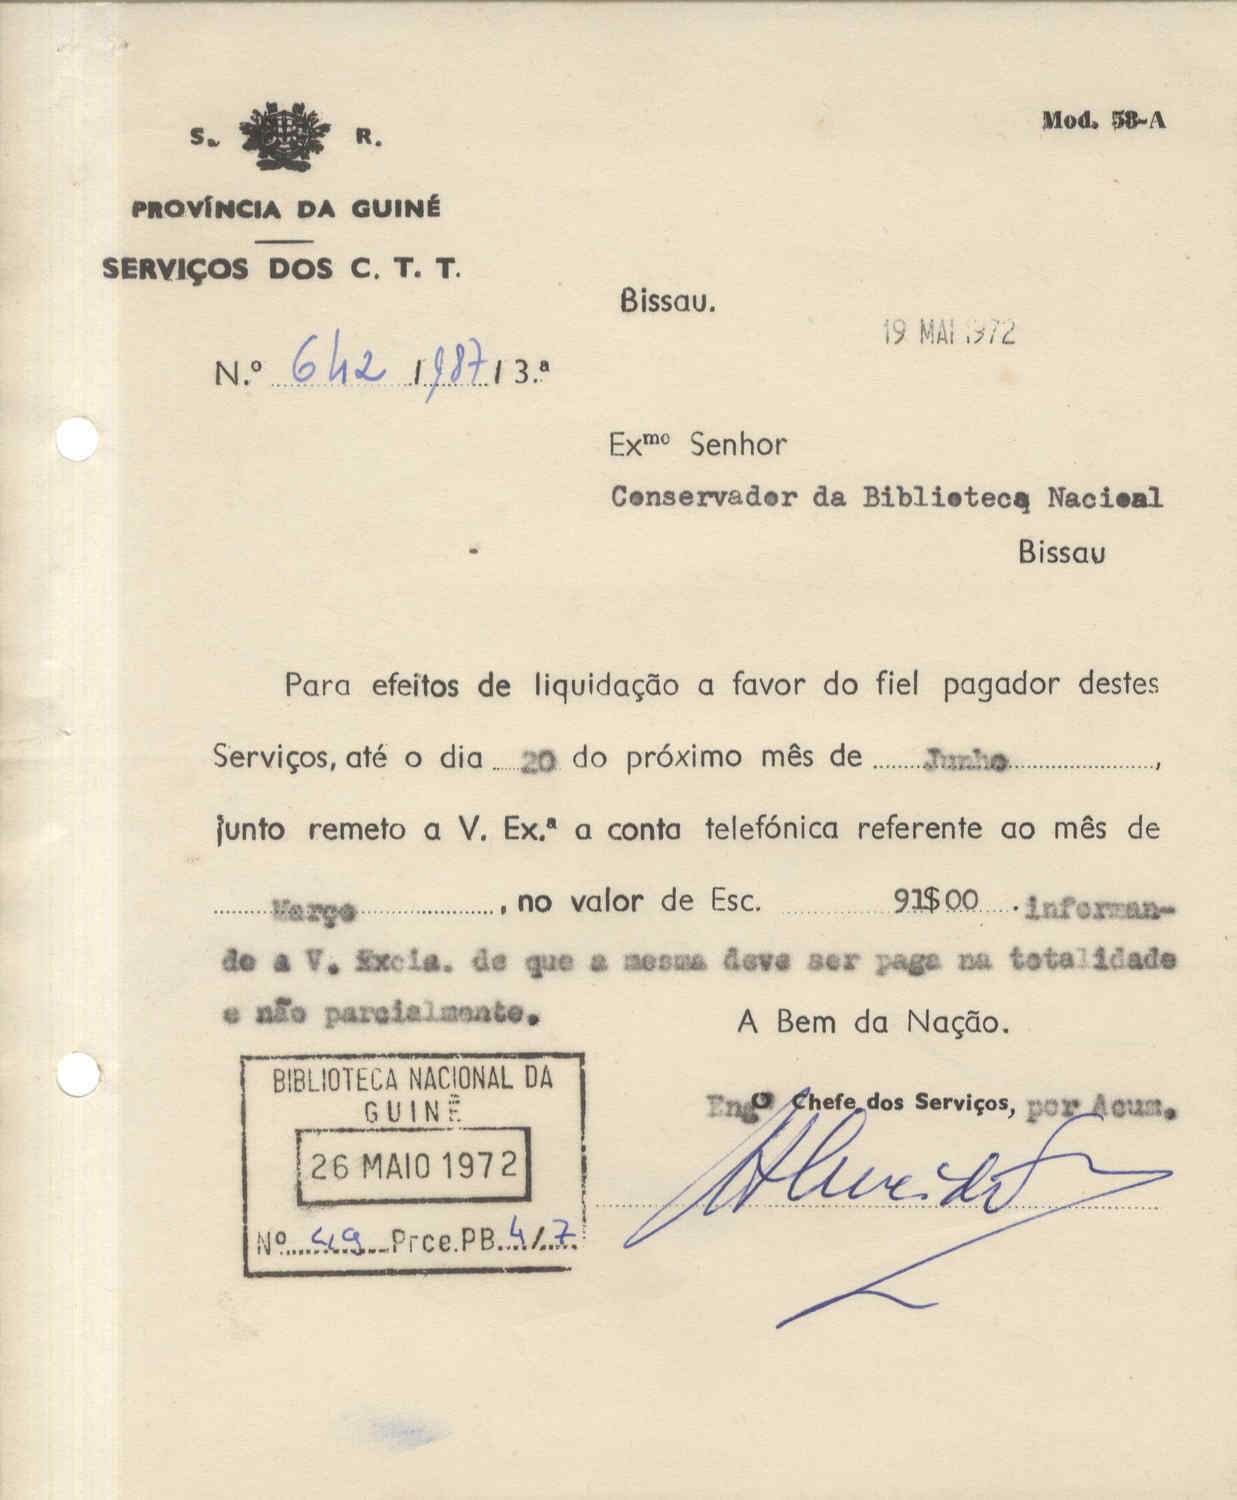 S. R.
Mod. 58-A
PROVÍNCIA DA GUINÉ
SERVIÇOS DOS C. T. T.
Bissau.
19 MAI 1972
N.º 642 /987/ 3.ª
Exmo Senhor
Conservador da Biblioteca Nacioal
Bissau
Para efeitos de liquidação a favor do fiel pagador destes
Serviços, até o dia 20 do próximo mês de Junho,
junto remeto a V. Ex.ª a conta telefónica referente ao mês de
Março, no valor de Esc. 91$00. informan-
do a V. Excia. de que a mesma deve ser paga na totalidade
e não parcialmente.
A Bem da Nação.
Engº Chefe dos Serviços, por Acum.
Almeida
BIBLIOTECA NACIONAL DA
GUINÉ
26 MAIO 1972
Nº 49 Prce.PB.4/7